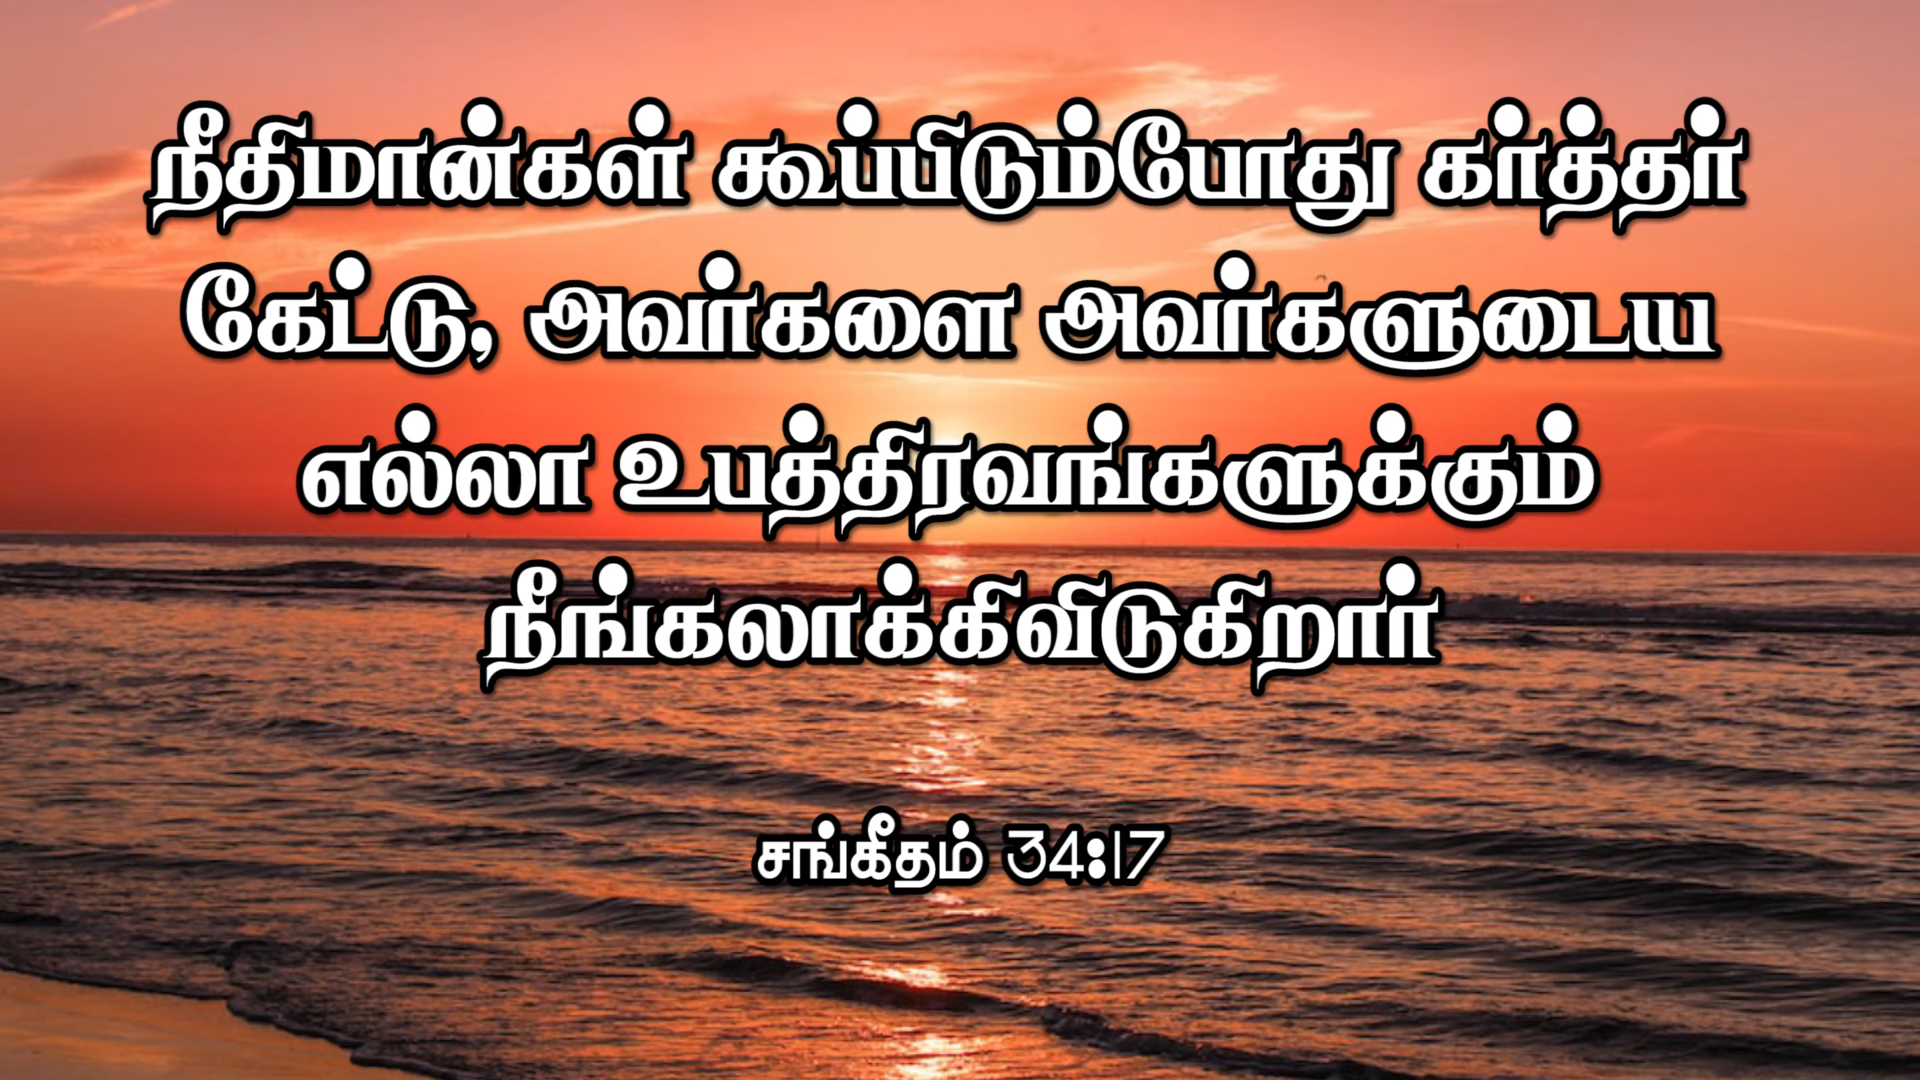 நீதிமான்கள் கூப்பிடும்போது கர்த்தர்
கேட்டு, அவர்களை அவர்களுடைய
எல்லா உபத்திரவங்களுக்கும்
நீங்கலாக்கிவிடுகிறார்
சங்கீதம் 34:17